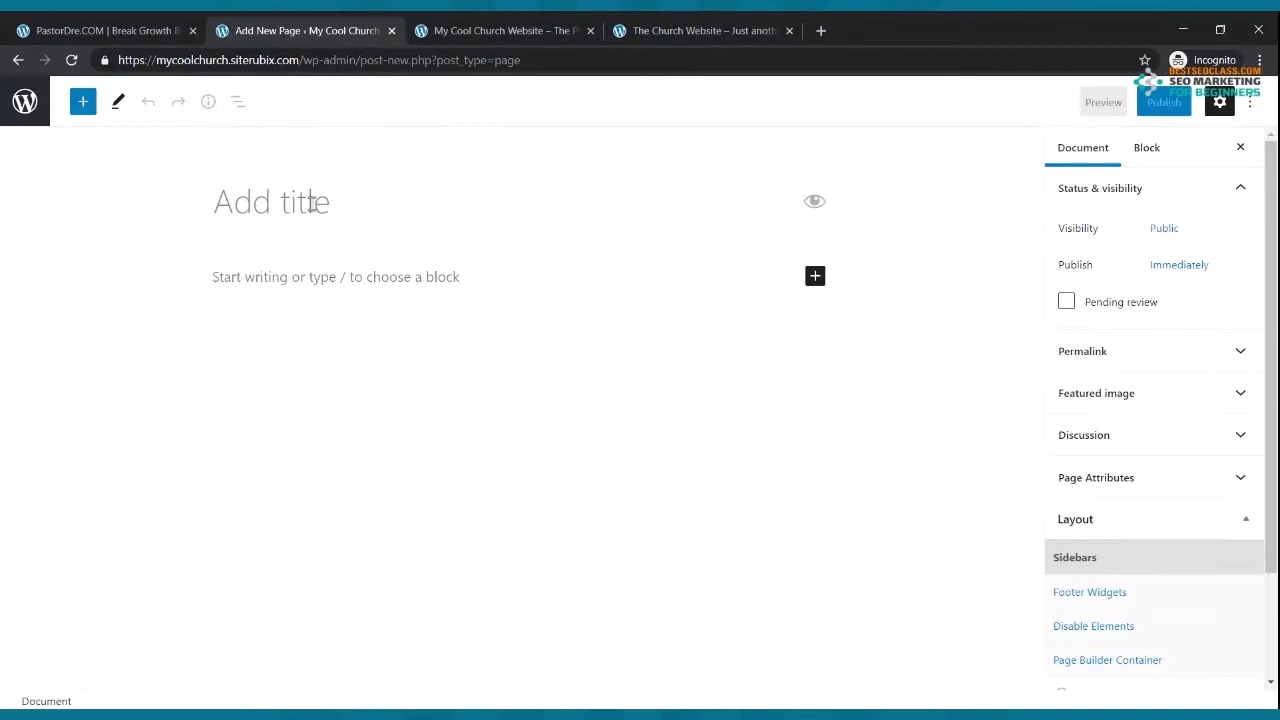 PastorDre.COM | Break Growth B
Add New Page ‹ My Cool Church
My Cool Church Website – The P
The Church Website – Just anoth
https://mycoolchurch.siterubix.com/wp-admin/post-new.php?post_type=page
Incognito
BESTSEOCLASS.COM
SEO MARKETING
FOR BEGINNERS
Preview
Publish
Document
Block
Add title
Status & visibility
Visibility
Public
Start writing or type / to choose a block
Publish
Immediately
Pending review
Permalink
Featured image
Discussion
Page Attributes
Layout
Sidebars
Footer Widgets
Disable Elements
Page Builder Container
Document